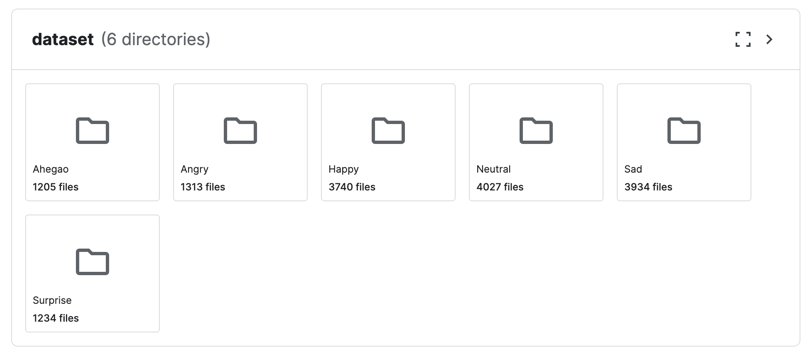 dataset (6 directories)
Ahegao
1205 files
Angry
1313 files
Happy
3740 files
Neutral
4027 files
Sad
3934 files
Surprise
1234 files